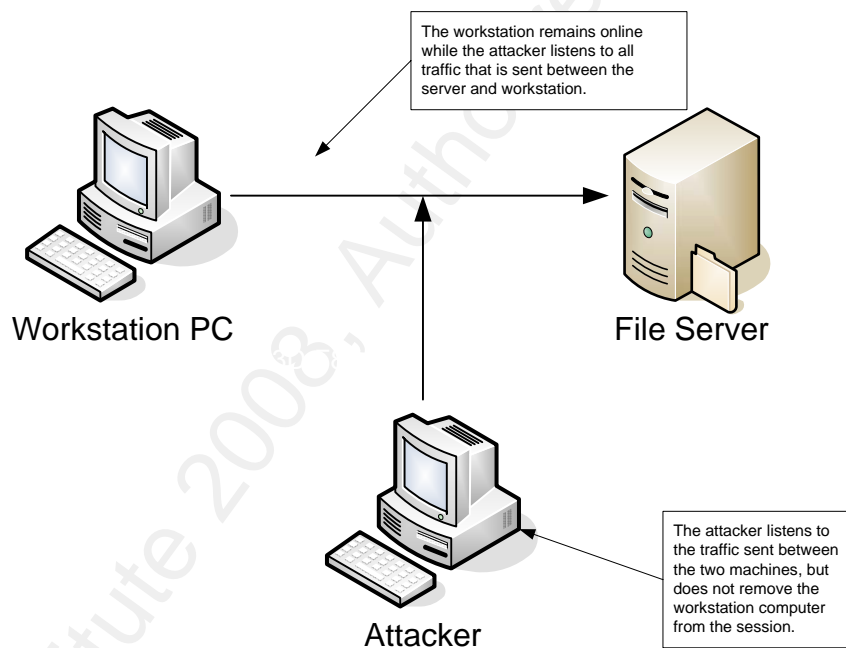 The workstation remains online
while the attacker listens to all
traffic that is sent between the
server and workstation.
Workstation PC
File Server
The attacker listens to
the traffic sent between
the two machines, but
does not remove the
workstation computer
from the session.
Attacker